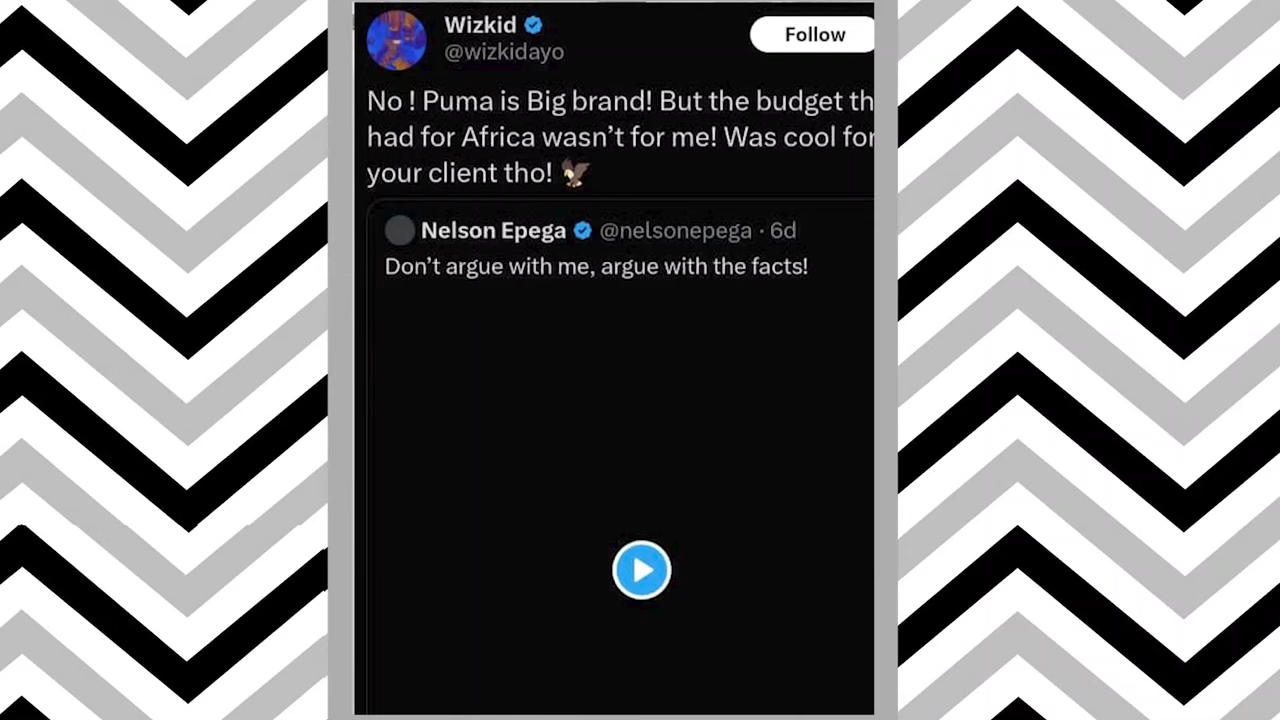 Wizkid
Follow
@wizkidayo
No ! Puma is Big brand! But the budget
had for Africa wasn’t for me! Was cool for
your client tho! 🦅
Nelson Epega @nelsonepega · 6d
Don’t argue with me, argue with the facts!